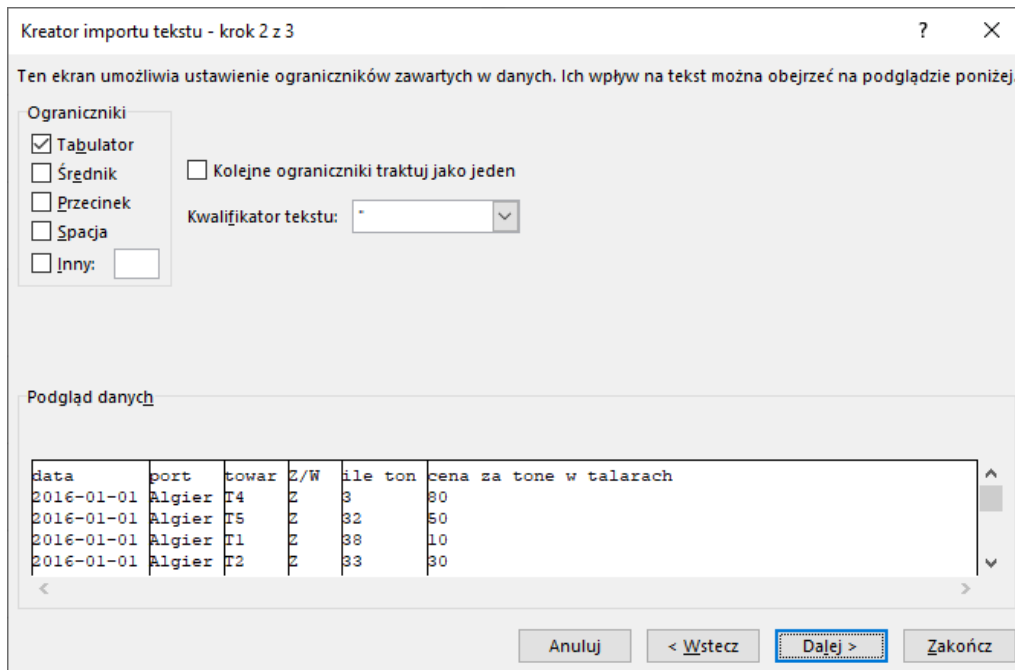 Kreator importu tekstu - krok 2 z 3
Ten ekran umożliwia ustawienie ograniczników zawartych w danych. Ich wpływ na tekst można obejrzeć na podglądzie poniżej.
Ograniczniki
Tabulator
Średnik
Przecinek
Spacja
Inny:
Kolejne ograniczniki traktuj jako jeden
Kwalifikator tekstu: "
Podgląd danych
data port towar Z/W ile ton cena za tone w talarach
2016-01-01 Algier T4 Z 3 80
2016-01-01 Algier T5 Z 32 50
2016-01-01 Algier T1 Z 38 10
2016-01-01 Algier T2 Z 33 30
Anuluj < Wstecz Dalej > Zakończ